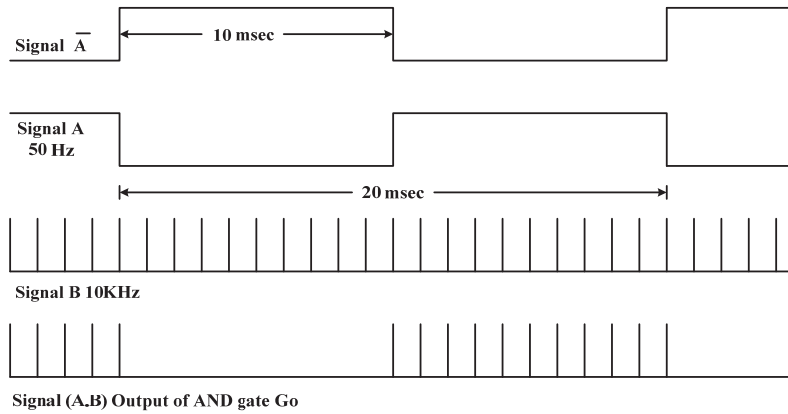 10 msec
Signal A̅
Signal A
50 Hz
20 msec
Signal B 10KHz
Signal (A.B) Output of AND gate Go